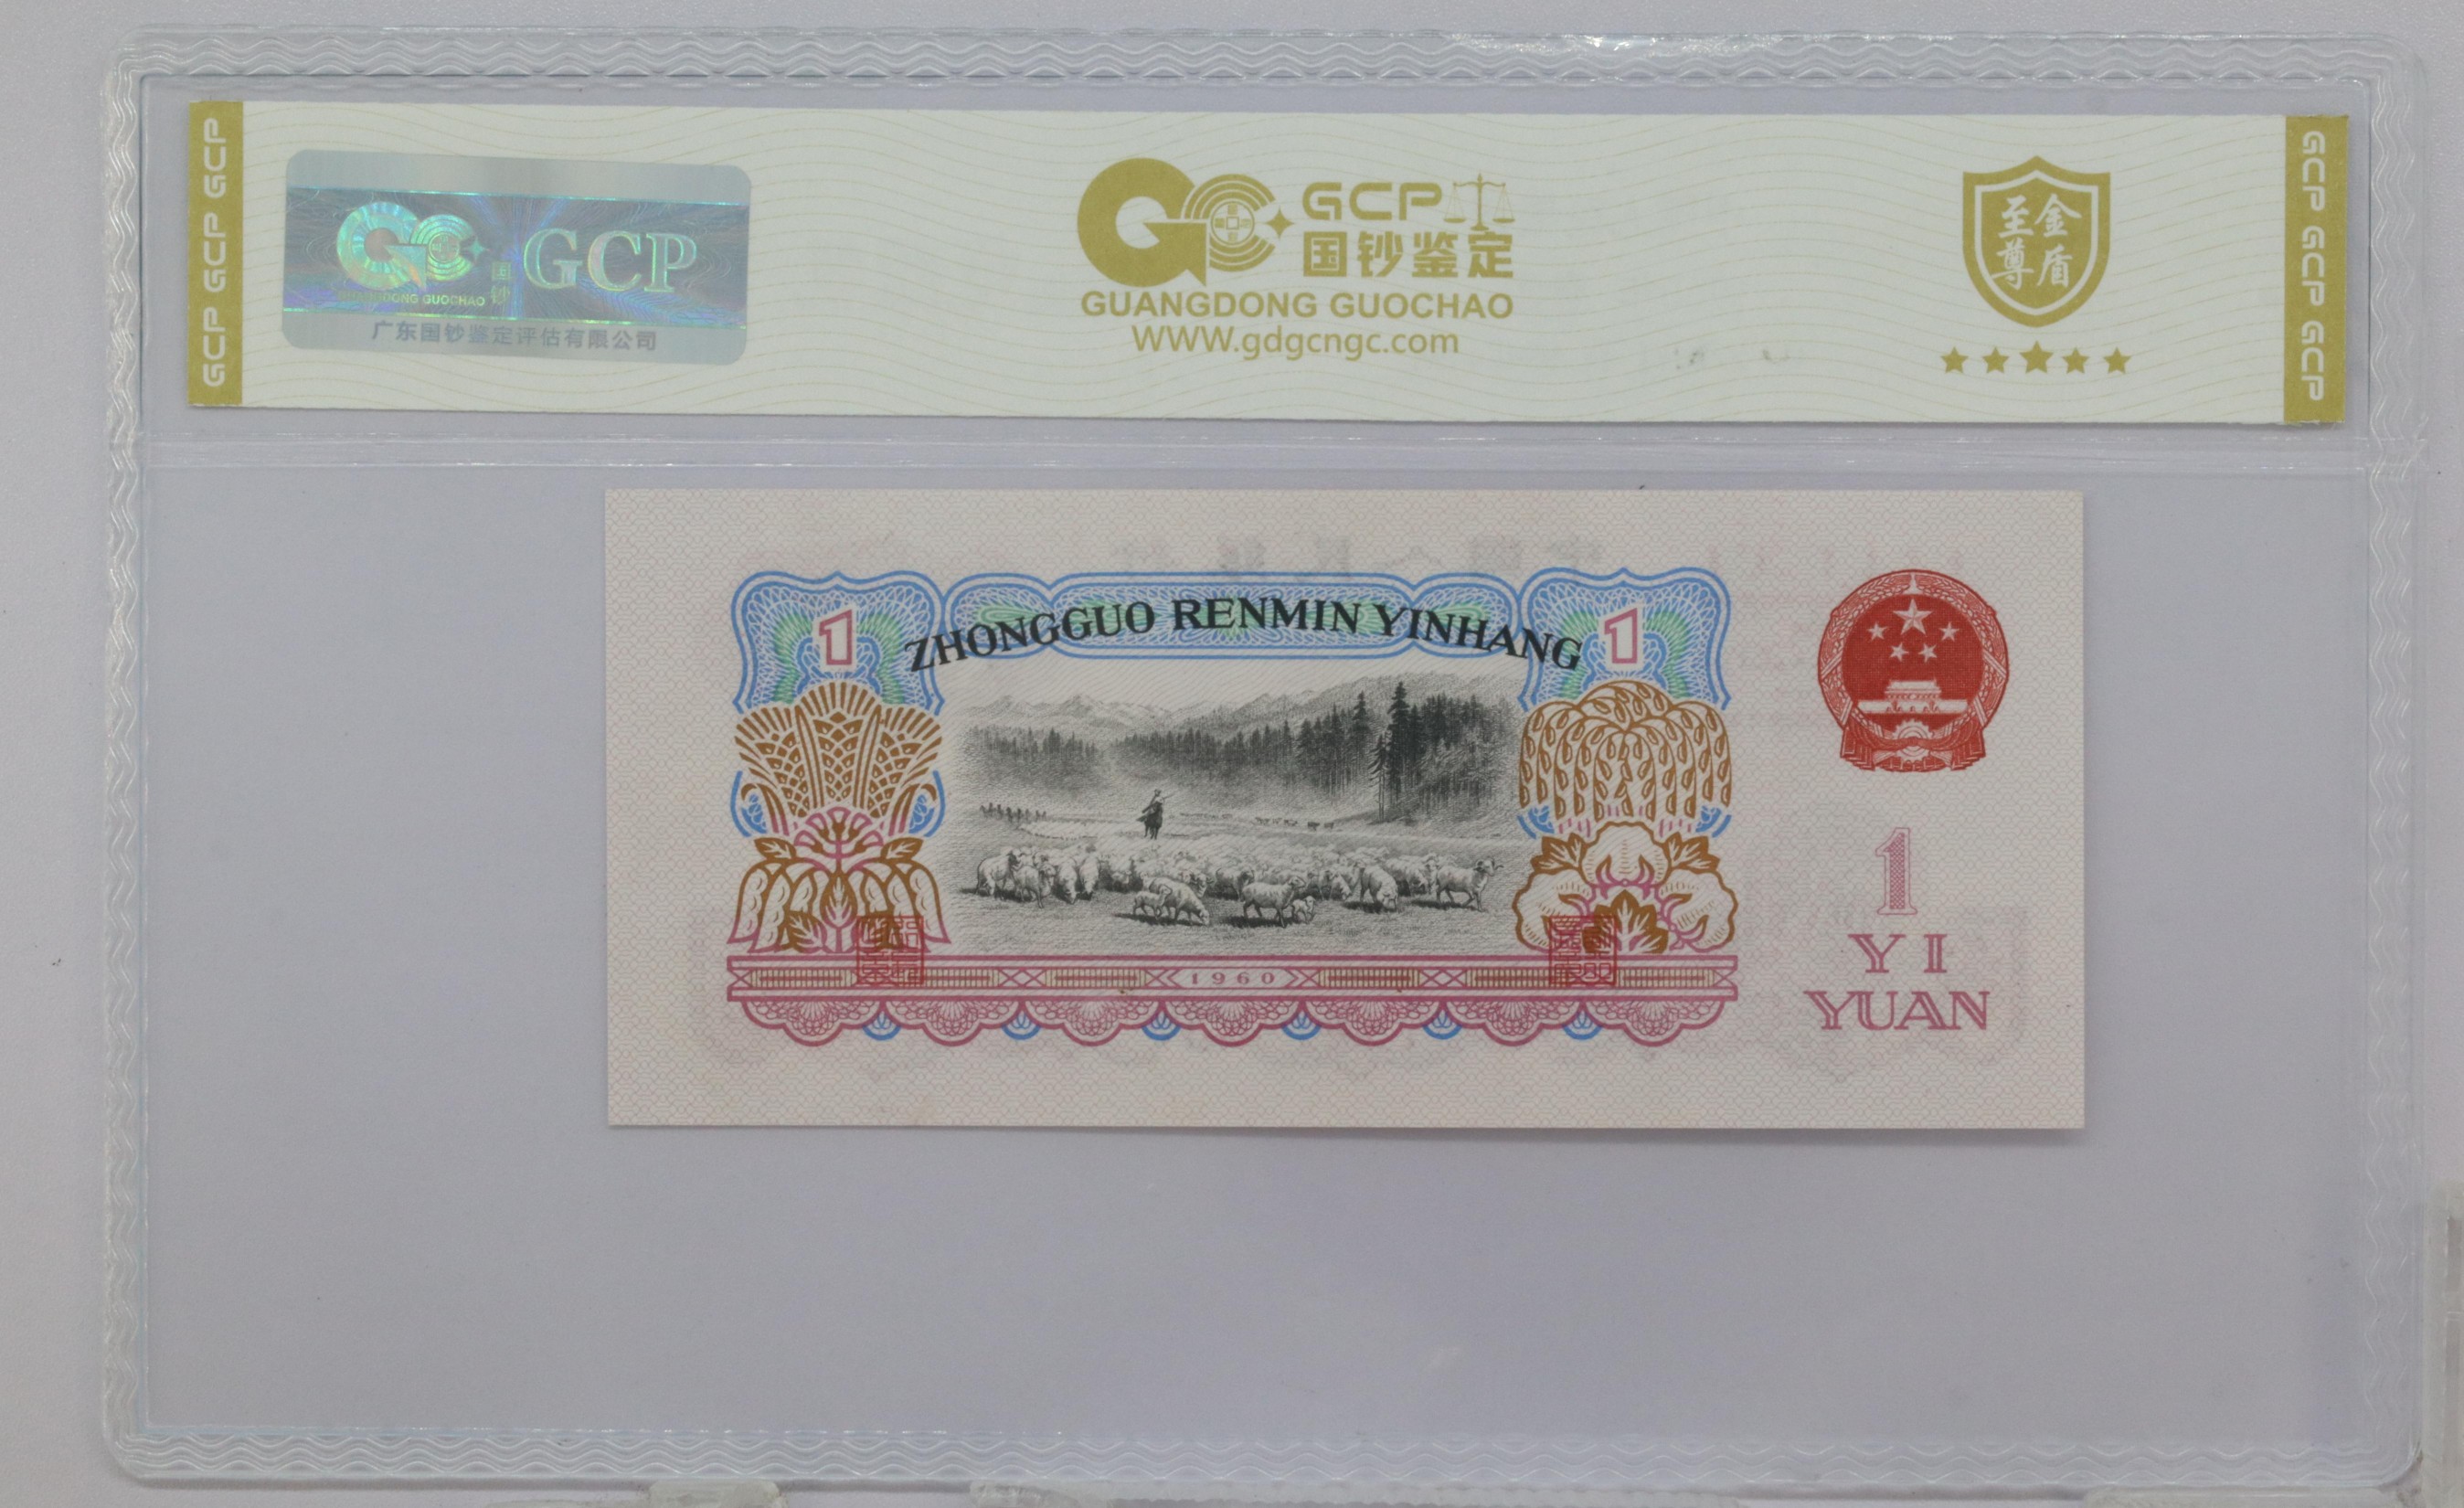 GCP GCP GCP
GUANGDONG GUOCHAO
国钞
GCP
广东国钞鉴定评估有限公司
GCP
国钞鉴定
GUANGDONG GUOCHAO
WWW.gdgcngc.com
至尊
金盾
GCP GCP GCP
1
ZHONGGUO RENMIN YINHANG
1
1960
1
YI
YUAN